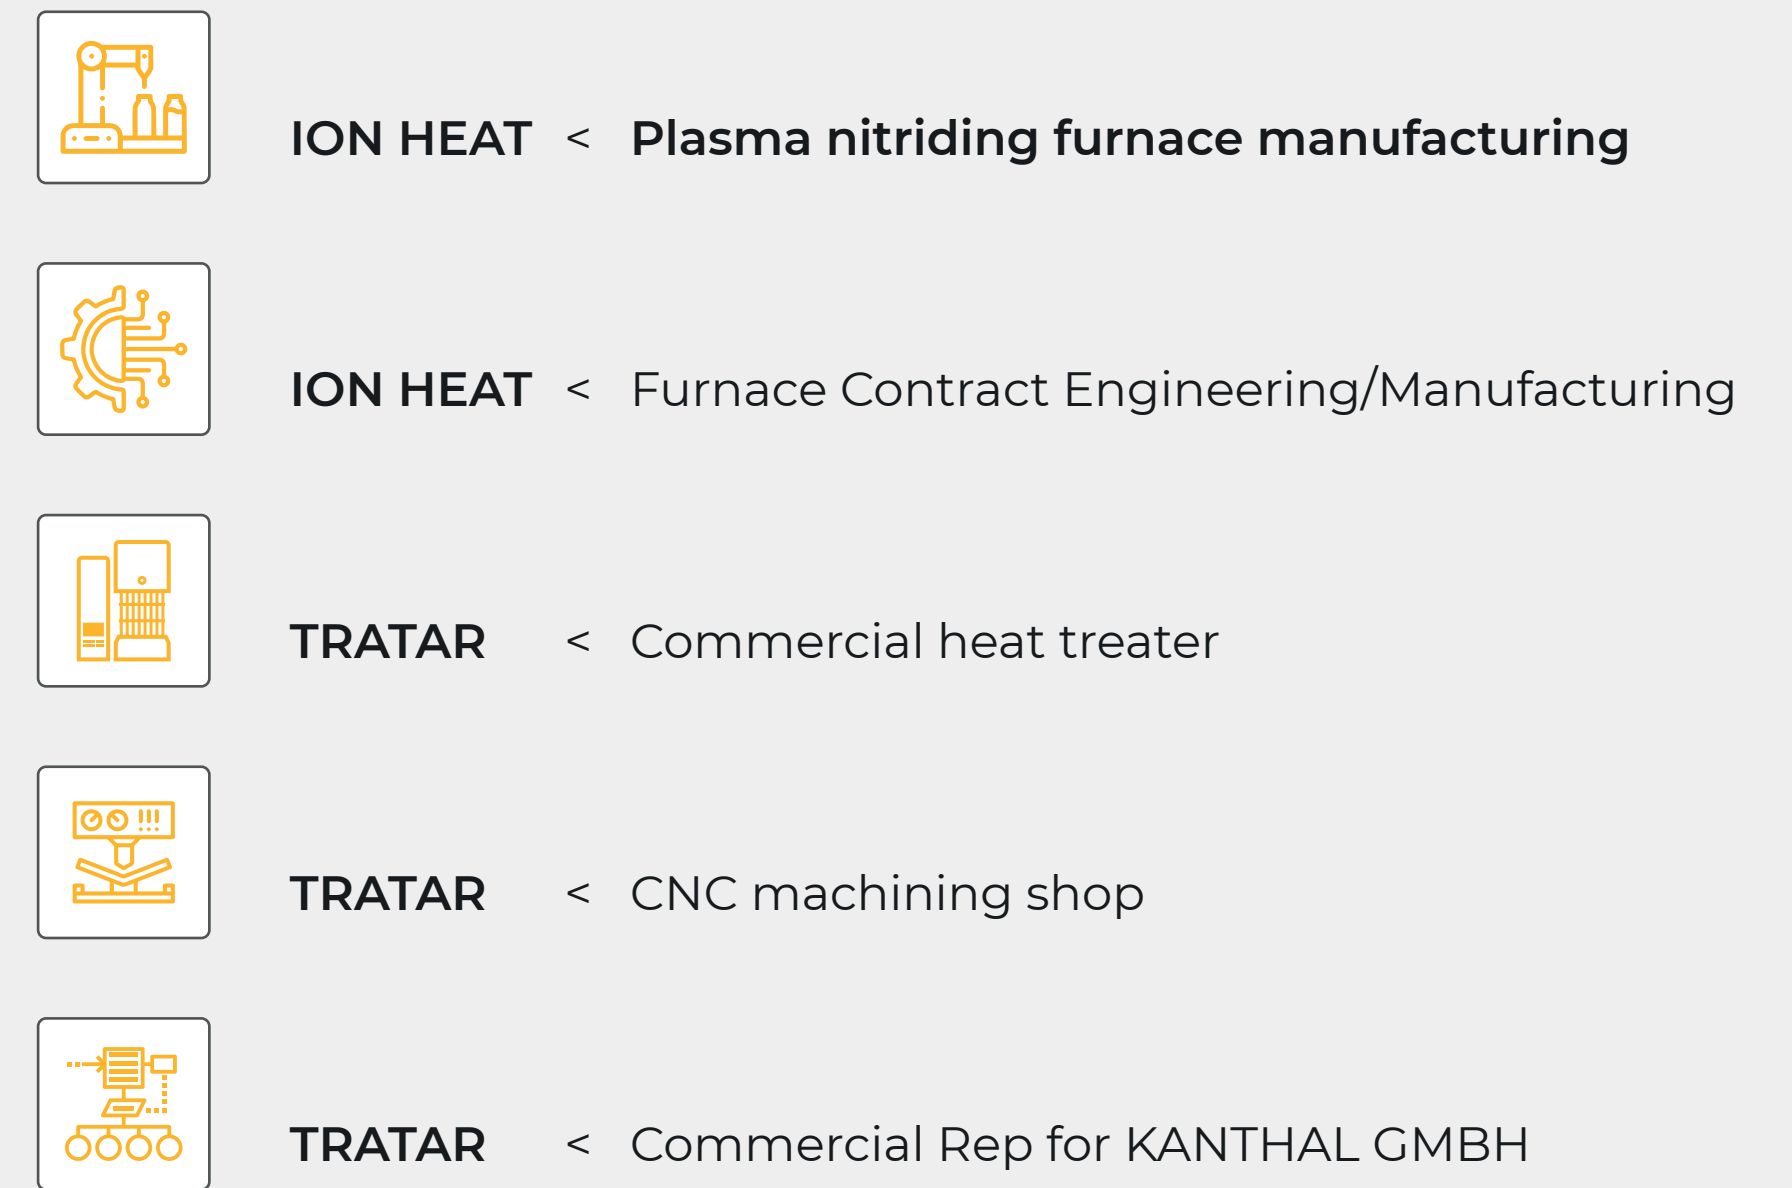 ION HEAT < Plasma nitriding furnace manufacturing
ION HEAT < Furnace Contract Engineering/Manufacturing
TRATAR < Commercial heat treater
TRATAR < CNC machining shop
TRATAR < Commercial Rep for KANTHAL GMBH